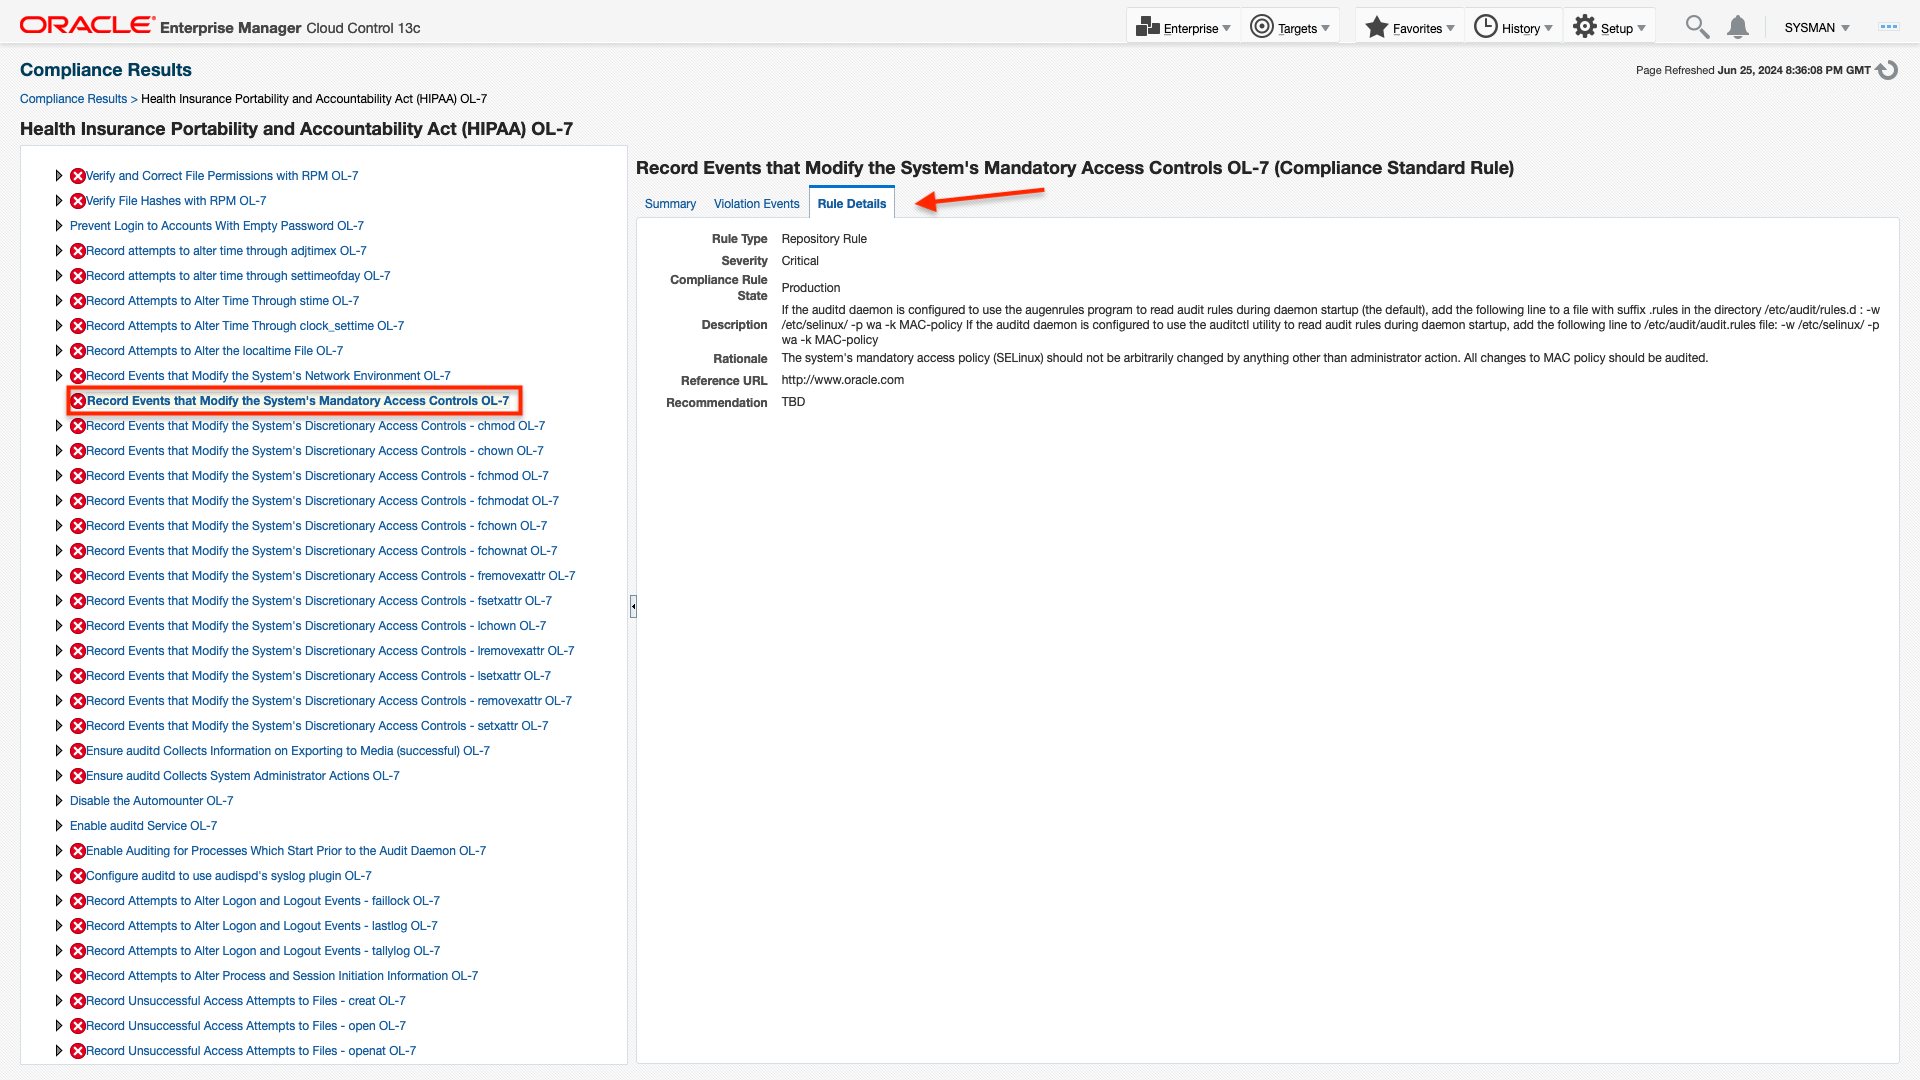 ORACLE Enterprise Manager Cloud Control 13c
Enterprise Targets Favorites History Setup SYSMAN
Compliance Results
Page Refreshed Jun 25, 2024 8:36:08 PM GMT
Compliance Results > Health Insurance Portability and Accountability Act (HIPAA) OL-7
Health Insurance Portability and Accountability Act (HIPAA) OL-7
Verify and Correct File Permissions with RPM OL-7
Verify File Hashes with RPM OL-7
Prevent Login to Accounts With Empty Password OL-7
Record attempts to alter time through adjtimex OL-7
Record attempts to alter time through settimeofday OL-7
Record Attempts to Alter Time Through stime OL-7
Record Attempts to Alter Time Through clock_settime OL-7
Record Attempts to Alter the localtime File OL-7
Record Events that Modify the System's Network Environment OL-7
Record Events that Modify the System's Mandatory Access Controls OL-7
Record Events that Modify the System's Discretionary Access Controls - chmod OL-7
Record Events that Modify the System's Discretionary Access Controls - chown OL-7
Record Events that Modify the System's Discretionary Access Controls - fchmod OL-7
Record Events that Modify the System's Discretionary Access Controls - fchmodat OL-7
Record Events that Modify the System's Discretionary Access Controls - fchown OL-7
Record Events that Modify the System's Discretionary Access Controls - fchownat OL-7
Record Events that Modify the System's Discretionary Access Controls - fremovexattr OL-7
Record Events that Modify the System's Discretionary Access Controls - fsetxattr OL-7
Record Events that Modify the System's Discretionary Access Controls - lchown OL-7
Record Events that Modify the System's Discretionary Access Controls - lremovexattr OL-7
Record Events that Modify the System's Discretionary Access Controls - lsetxattr OL-7
Record Events that Modify the System's Discretionary Access Controls - removexattr OL-7
Record Events that Modify the System's Discretionary Access Controls - setxattr OL-7
Ensure auditd Collects Information on Exporting to Media (successful) OL-7
Ensure auditd Collects System Administrator Actions OL-7
Disable the Automounter OL-7
Enable auditd Service OL-7
Enable Auditing for Processes Which Start Prior to the Audit Daemon OL-7
Configure auditd to use audispd's syslog plugin OL-7
Record Attempts to Alter Logon and Logout Events - faillock OL-7
Record Attempts to Alter Logon and Logout Events - lastlog OL-7
Record Attempts to Alter Logon and Logout Events - tallylog OL-7
Record Attempts to Alter Process and Session Initiation Information OL-7
Record Unsuccessful Access Attempts to Files - creat OL-7
Record Unsuccessful Access Attempts to Files - open OL-7
Record Unsuccessful Access Attempts to Files - openat OL-7
Record Events that Modify the System's Mandatory Access Controls OL-7 (Compliance Standard Rule)
Summary Violation Events Rule Details
Rule Type Repository Rule
Severity Critical
Compliance Rule
State Production
Description If the auditd daemon is configured to use the augenrules program to read audit rules during daemon startup (the default), add the following line to a file with suffix .rules in the directory /etc/audit/rules.d : -w
/etc/selinux/ -p wa -k MAC-policy If the auditd daemon is configured to use the auditctl utility to read audit rules during daemon startup, add the following line to /etc/audit/audit.rules file: -w /etc/selinux/ -p
wa -k MAC-policy
Rationale The system's mandatory access policy (SELinux) should not be arbitrarily changed by anything other than administrator action. All changes to MAC policy should be audited.
Reference URL http://www.oracle.com
Recommendation TBD